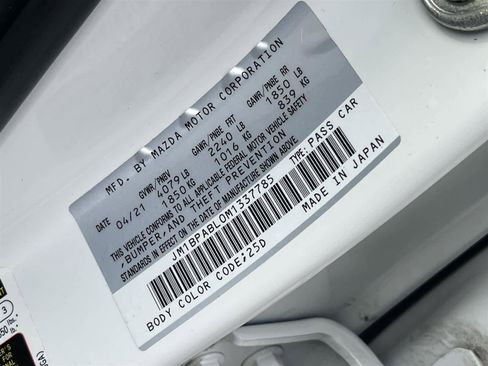 MFD. BY MAZDA MOTOR CORPORATION
DATE GVWR/PNBV GAWR/PNBE FRT GAWR/PNBE RR
04/21 4079 LB 2240 LB 1850 LB
1850 KG 1016 KG 839 KG
THIS VEHICLE CONFORMS TO ALL APPLICABLE FEDERAL MOTOR VEHICLE SAFETY
, BUMPER, AND THEFT PREVENTION
STANDARDS IN EFFECT ON THE DATE OF MANUFACTURE SHOWN ABOVE
JM1BPABL0M1337785 TYPE: PASS CAR
BODY COLOR CODE; 25D MADE IN JAPAN
3